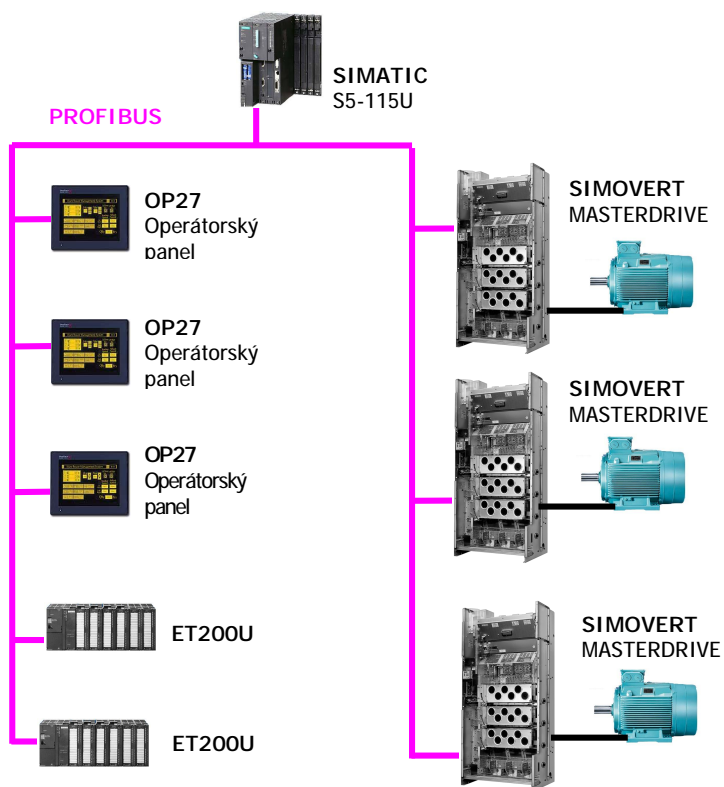 SIMATIC
S5-115U
PROFIBUS
OP27
Operátorský
panel
OP27
Operátorský
panel
OP27
Operátorský
panel
ET200U
ET200U
SIMOVERT
MASTERDRIVE
SIMOVERT
MASTERDRIVE
SIMOVERT
MASTERDRIVE